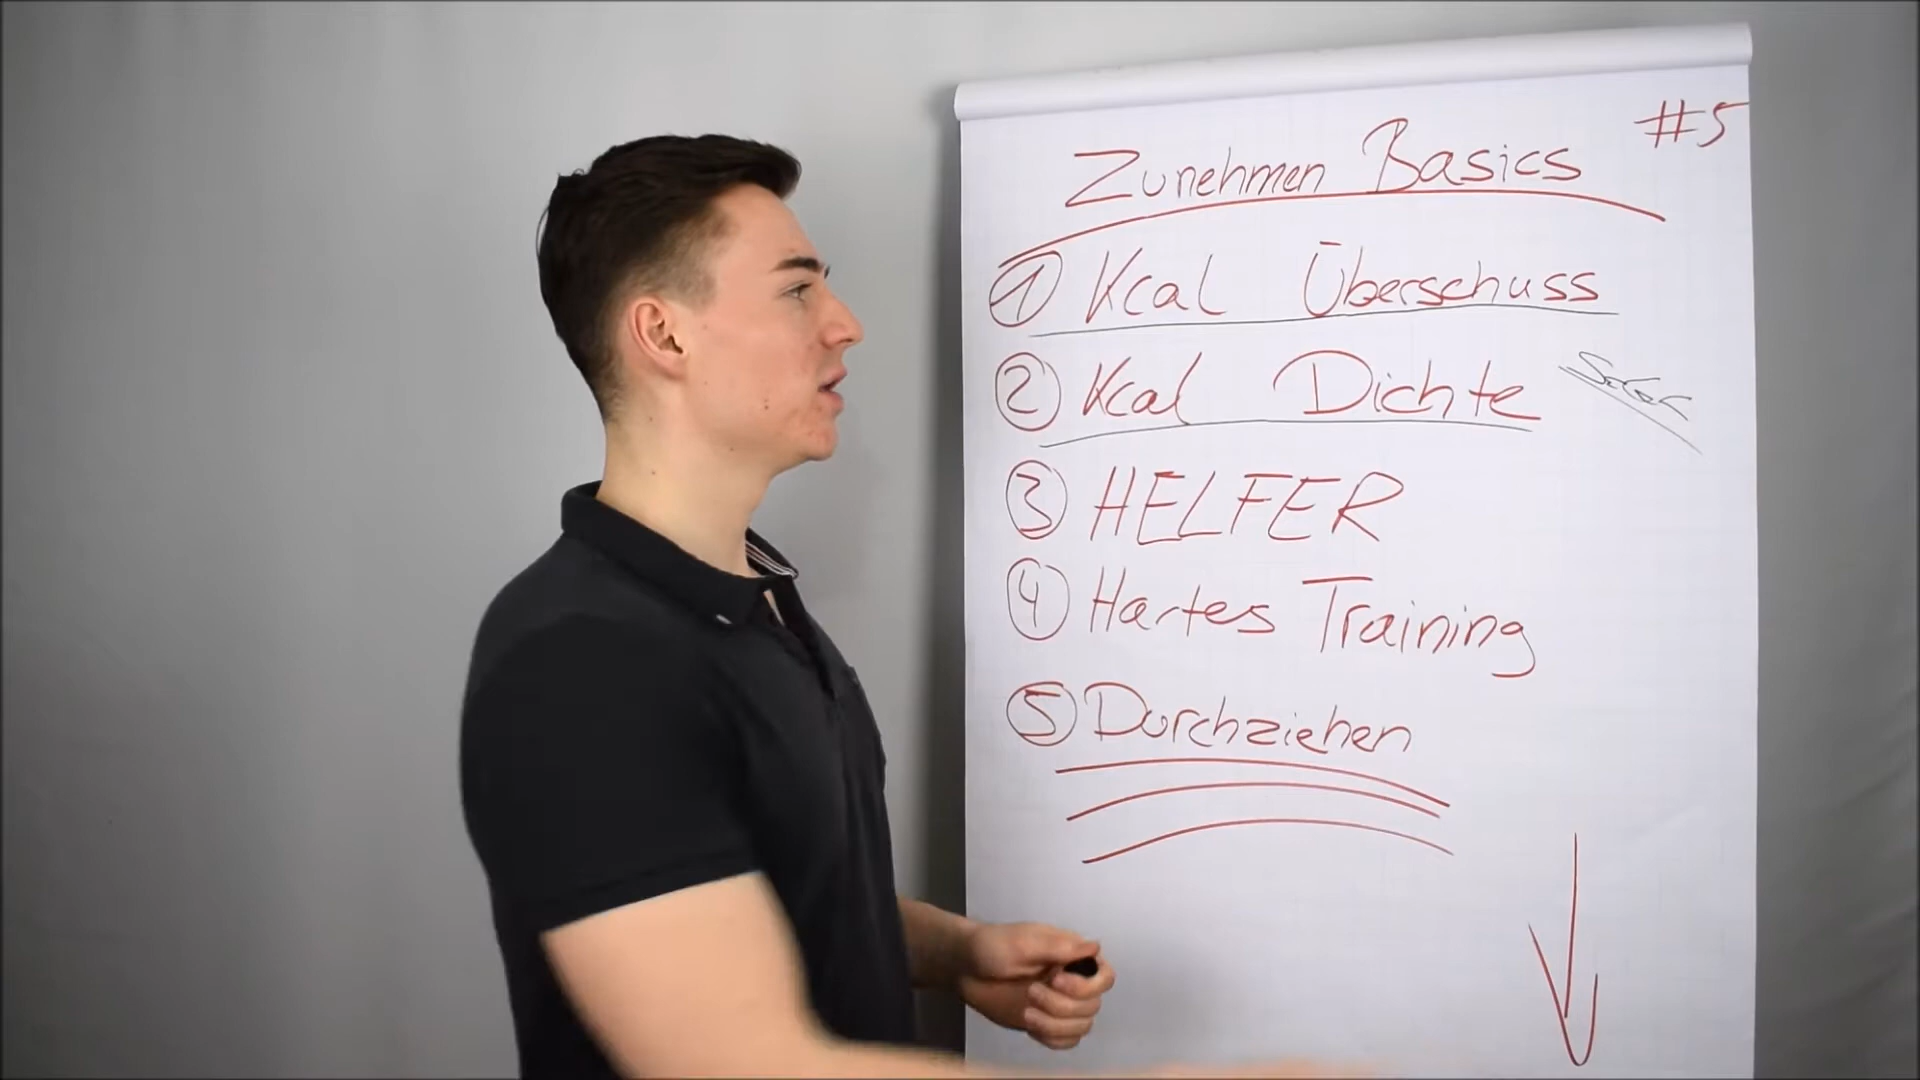 #5
Zunehmen Basics
1 Kcal Überschuss
2 Kcal Dichte
3 HELFER
4 Hartes Training
5 Durchziehen